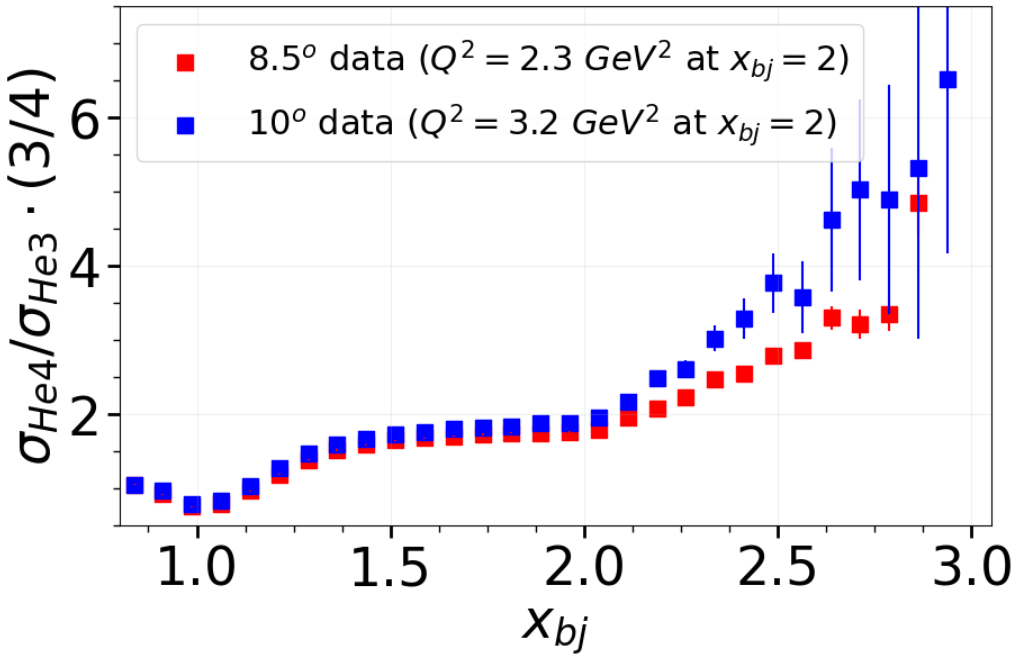 8.5° data (Q² = 2.3 GeV² at x_bj = 2)
10° data (Q² = 3.2 GeV² at x_bj = 2)
σ_He4/σ_He3 · (3/4)
6
4
2
1.0 1.5 2.0 2.5 3.0
x_bj